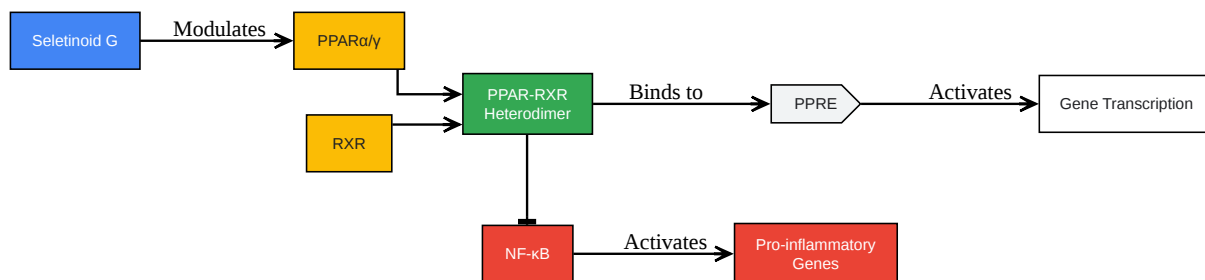 Seletinoid G
Modulates
PPARα/γ
RXR
PPAR-RXR
Heterodimer
Binds to
PPRE
Activates
Gene Transcription
NF-κB
Activates
Pro-inflammatory
Genes